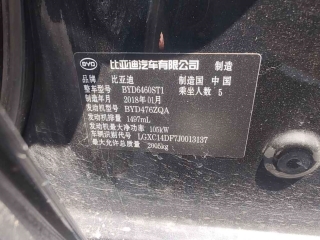 BYD 比亚迪汽车有限公司 制造
品牌 比亚迪 制造国 中国
整车型号 BYD6460ST1 乘坐人数 5
制造年月 2018年01月
发动机型号 BYD476ZQA
发动机排量 1497mL
发动机最大净功率 105kW
车辆识别代号 LGXC14DF7J0013137
最大允许总质量 2005kg